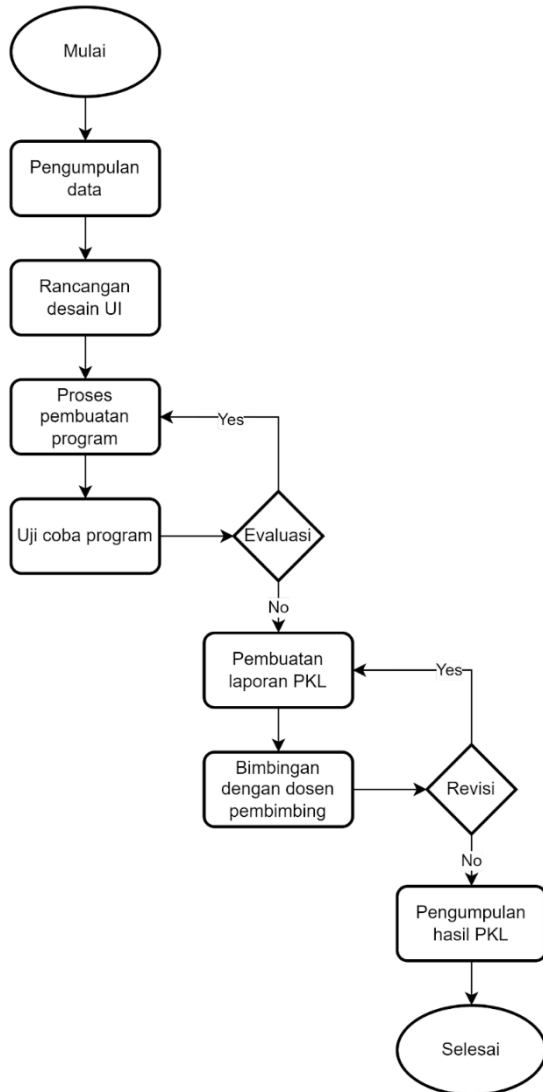 Mulai
Pengumpulan
data
Rancangan
desain UI
Proses
pembuatan
program
Yes
Uji coba program
Evaluasi
No
Pembuatan
laporan PKL
Yes
Bimbingan
dengan dosen
pembimbing
Revisi
No
Pengumpulan
hasil PKL
Selesai